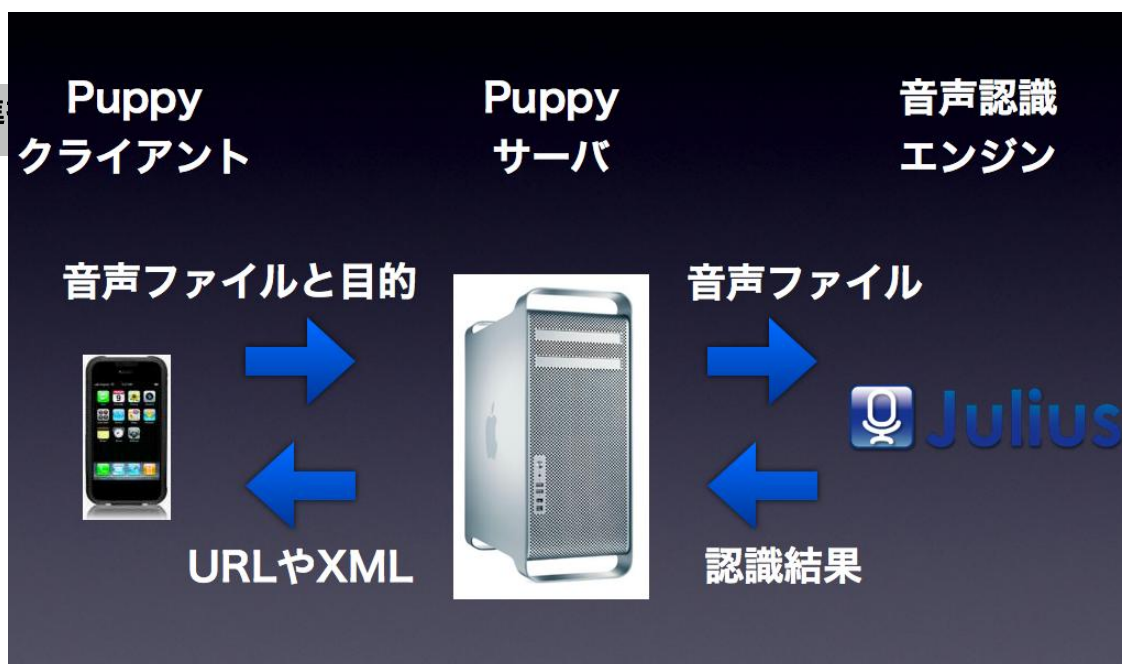 Puppy
クライアント
Puppy
サーバ
音声認識
エンジン
音声ファイルと目的
音声ファイル
Julius
URLやXML
認識結果